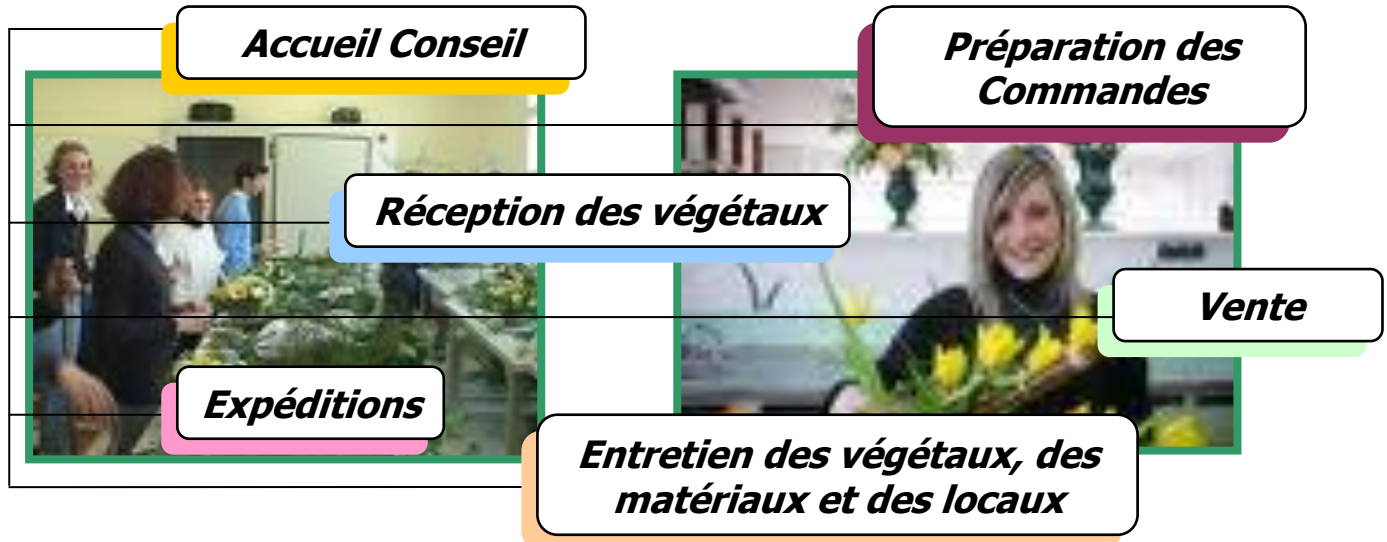 Accueil Conseil
Préparation des
Commandes
Réception des végétaux
Vente
Expéditions
Entretien des végétaux, des
matériaux et des locaux